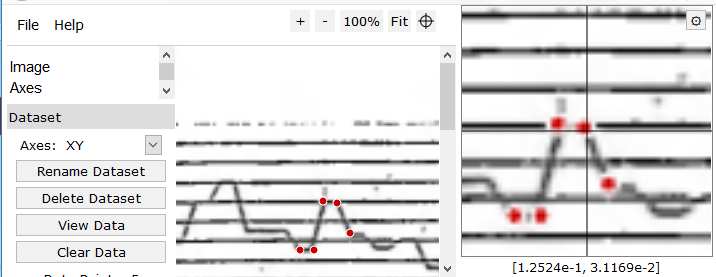 File Help + - 100% Fit
Image
Axes
Dataset
Axes: XY
Rename Dataset
Delete Dataset
View Data
Clear Data
[1.2524e-1, 3.1169e-2]